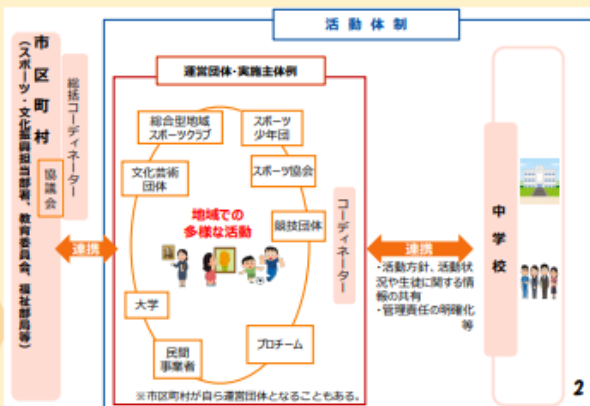 活動体制
市区町村
(スポーツ・文化振興担当部署、教育委員会、福祉部局等)
総括コーディネーター
協議会
連携
運営団体・実施主体例
総合型地域
スポーツクラブ
スポーツ
少年団
文化芸術
団体
スポーツ協会
地域での
多様な活動
競技団体
コーディネーター
大学
民間
事業者
プロチーム
※市区町村が自ら運営団体となることもある。
連携
・活動方針、活動状
況や生徒に関する情
報の共有
・管理責任の明確化
等
中学校
2